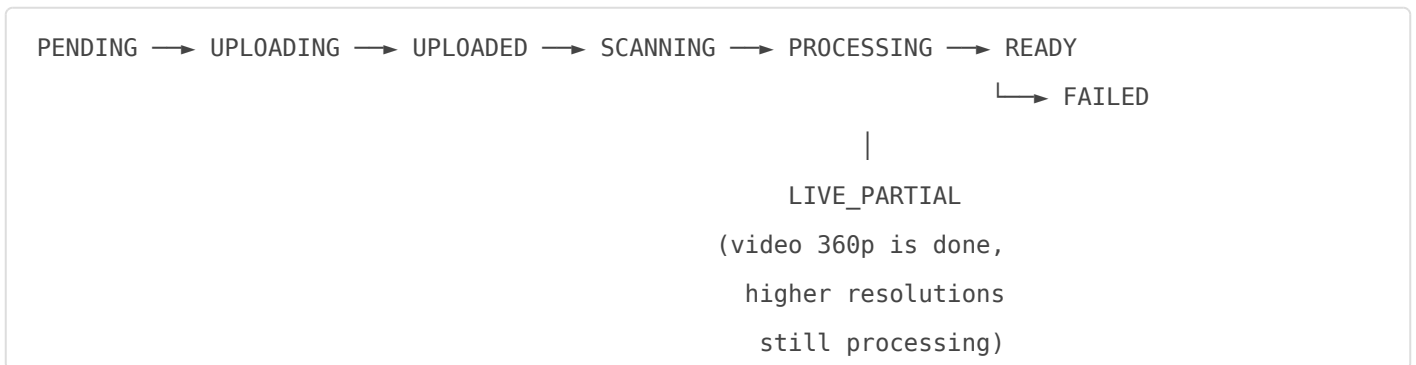 PENDING ──► UPLOADING ──► UPLOADED ──► SCANNING ──► PROCESSING ──► READY
└──► FAILED
│
LIVE_PARTIAL
(video 360p is done,
higher resolutions
still processing)